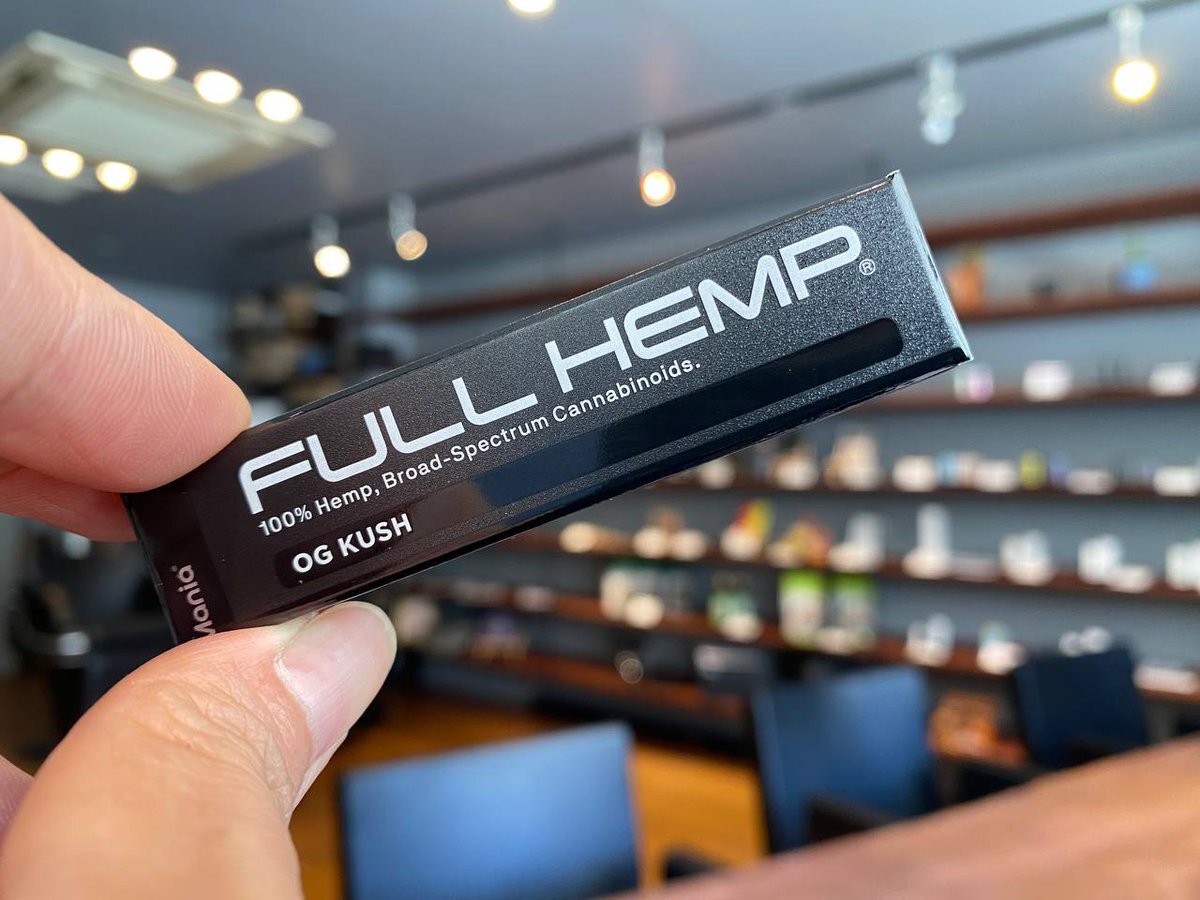 FULL HEMP®
100% Hemp, Broad-Spectrum Cannabinoids.
OG KUSH